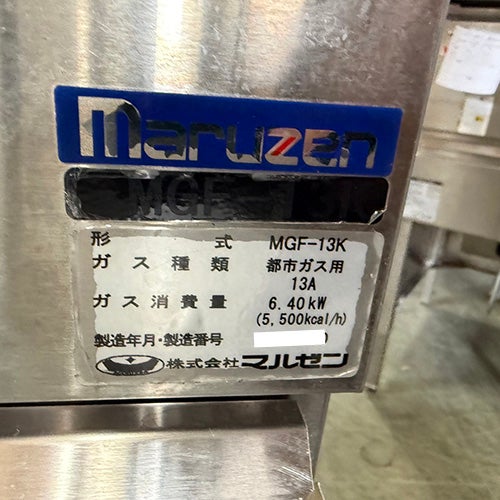 maruzen
MGF-13K
形 式 MGF-13K
ガス種類 都市ガス用
13A
ガス消費量 6.40kW
(5,500kcal/h)
製造年月・製造番号
株式会社マルゼン